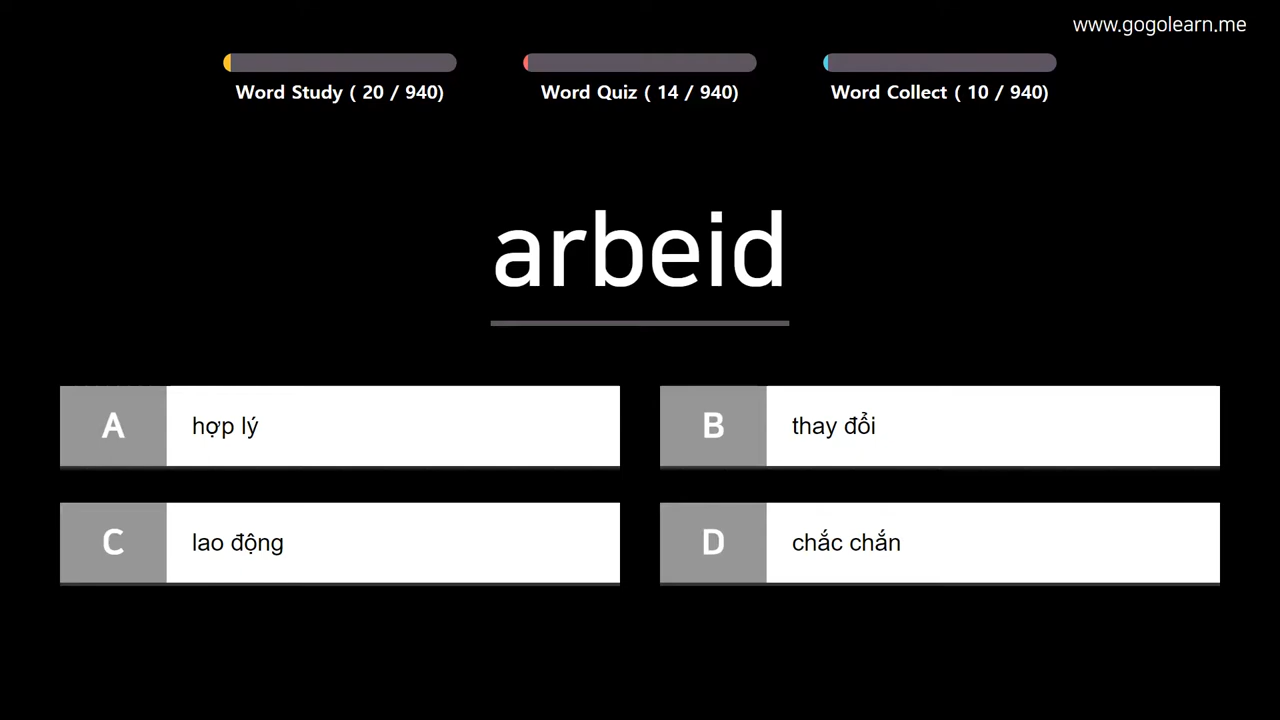 www.gogolearn.me
Word Study ( 20 / 940)
Word Quiz ( 14 / 940)
Word Collect ( 10 / 940)
arbeid
A
hợp lý
B
thay đổi
C
lao động
D
chắc chắn